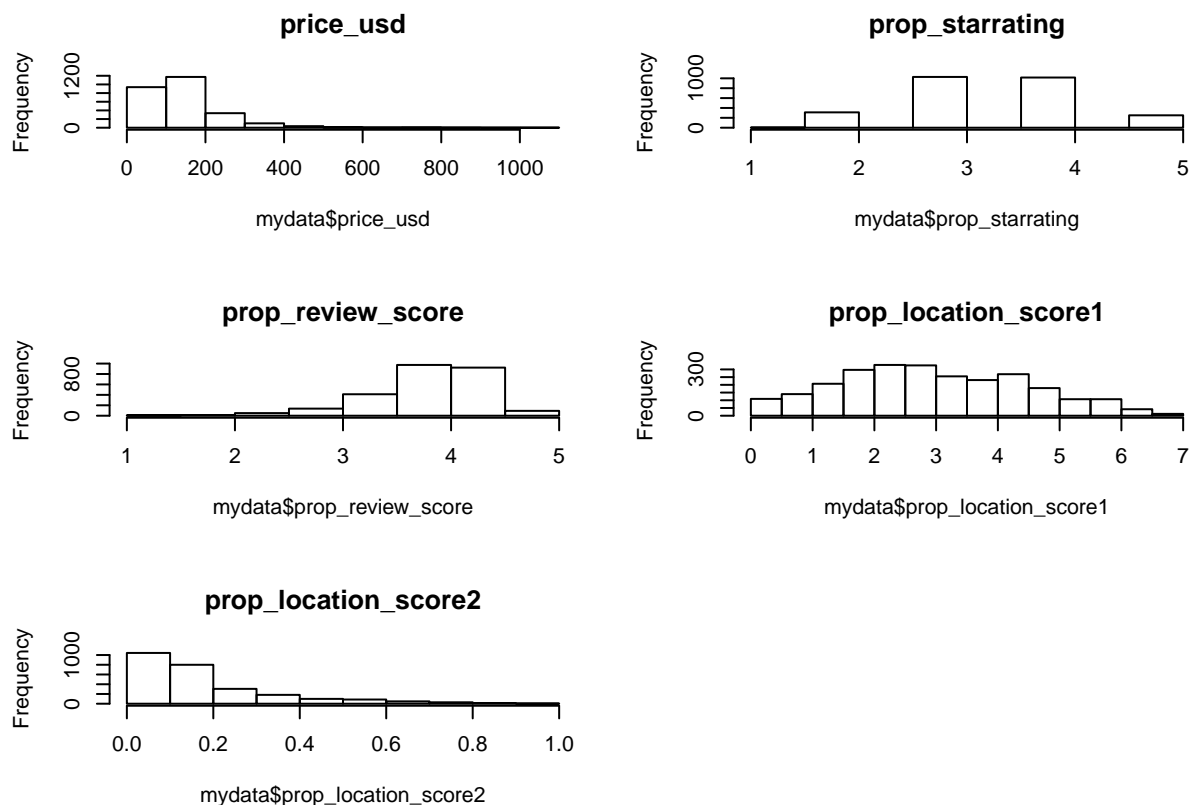 price_usd
Frequency
0 1200
0 200 400 600 800 1000
mydata$price_usd
prop_starrating
Frequency
0 1000
1 2 3 4 5
mydata$prop_starrating
prop_review_score
Frequency
0 800
1 2 3 4 5
mydata$prop_review_score
prop_location_score1
Frequency
0 300
0 1 2 3 4 5 6 7
mydata$prop_location_score1
prop_location_score2
Frequency
0 1000
0.0 0.2 0.4 0.6 0.8 1.0
mydata$prop_location_score2